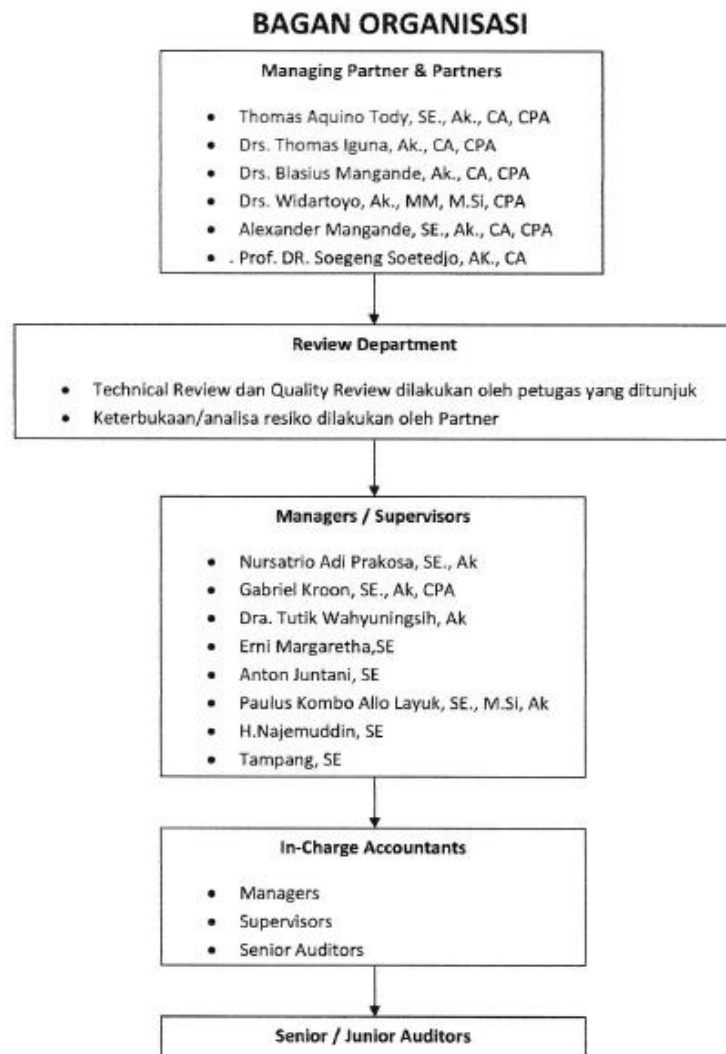 BAGAN ORGANISASI
Managing Partner & Partners
• Thomas Aquino Tody, SE., Ak., CA, CPA
• Drs. Thomas Iguna, Ak., CA, CPA
• Drs. Blasius Mangande, Ak., CA, CPA
• Drs. Widartoyo, Ak., MM, M.Si, CPA
• Alexander Mangande, SE., Ak., CA, CPA
• . Prof. DR. Soegeng Soetedjo, AK., CA
Review Department
• Technical Review dan Quality Review dilakukan oleh petugas yang ditunjuk
• Keterbukaan/analisa resiko dilakukan oleh Partner
Managers / Supervisors
• Nursatrio Adi Prakosa, SE., Ak
• Gabriel Kroon, SE., Ak, CPA
• Dra. Tutik Wahyuningsih, Ak
• Erni Margaretha,SE
• Anton Juntani, SE
• Paulus Kombo Allo Layuk, SE., M.Si, Ak
• H.Najemuddin, SE
• Tampang, SE
In-Charge Accountants
• Managers
• Supervisors
• Senior Auditors
Senior / Junior Auditors